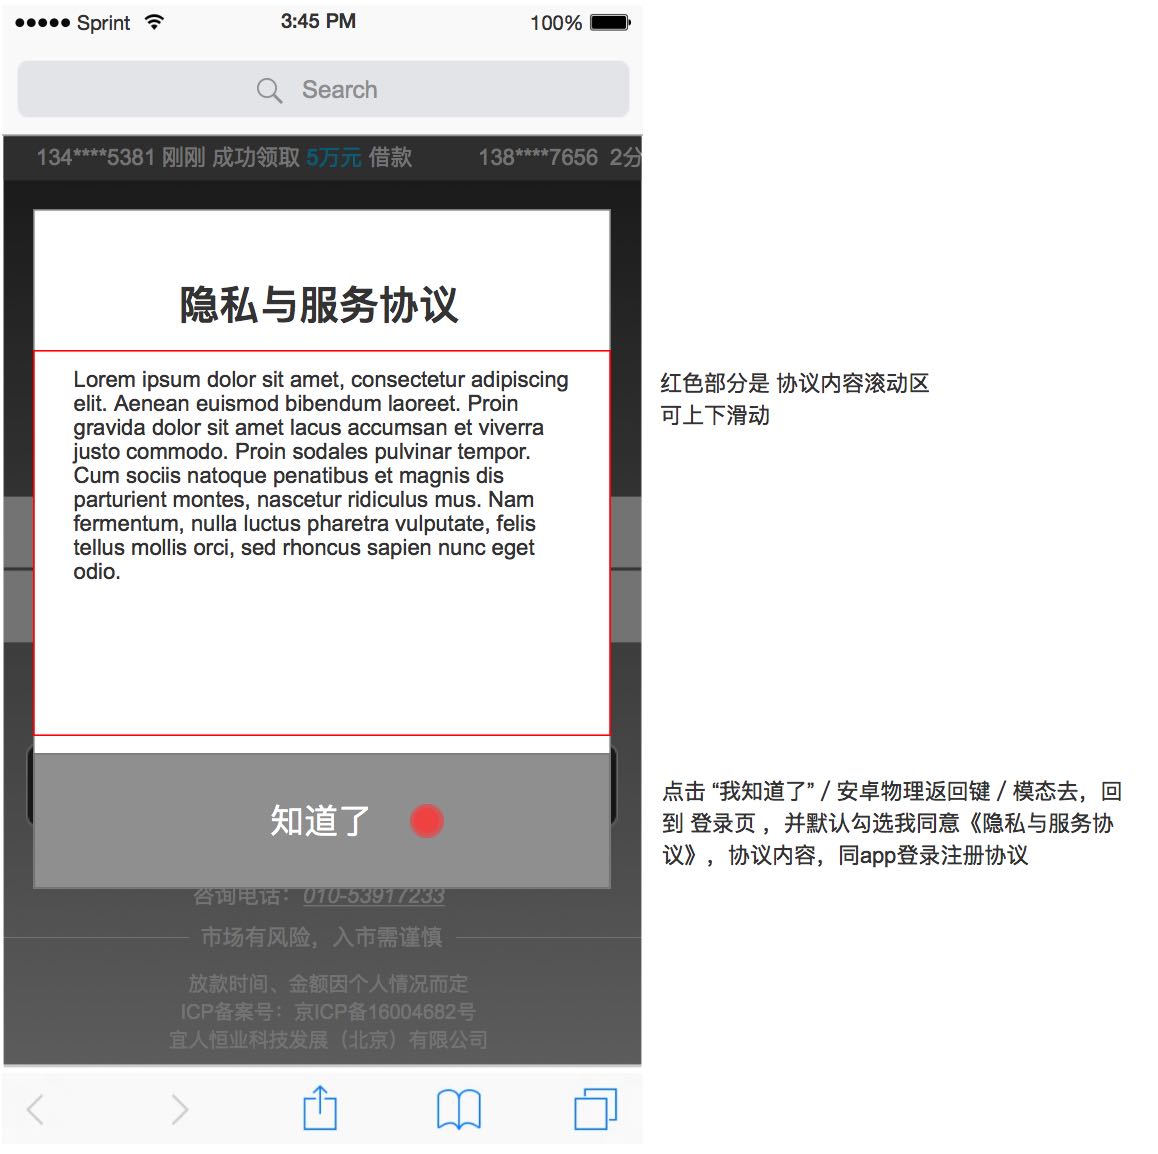 Sprint 3:45 PM 100%
Search
134****5381 刚刚 成功领取 5万元 借款 138****7656 2分
隐私与服务协议
Lorem ipsum dolor sit amet, consectetur adipiscing
elit. Aenean euismod bibendum laoreet. Proin
gravida dolor sit amet lacus accumsan et viverra
justo commodo. Proin sodales pulvinar tempor.
Cum sociis natoque penatibus et magnis dis
parturient montes, nascetur ridiculus mus. Nam
fermentum, nulla luctus pharetra vulputate, felis
tellus mollis orci, sed rhoncus sapien nunc eget
odio.
红色部分是 协议内容滚动区
可上下滑动
知道了
点击 “我知道了” / 安卓物理返回键 / 模态去，回
到 登录页 ，并默认勾选我同意《隐私与服务协
议》，协议内容，同app登录注册协议
咨询电话：010-53917233
市场有风险，入市需谨慎
放款时间、金额因个人情况而定
ICP备案号：京ICP备16004682号
宜人恒业科技发展（北京）有限公司